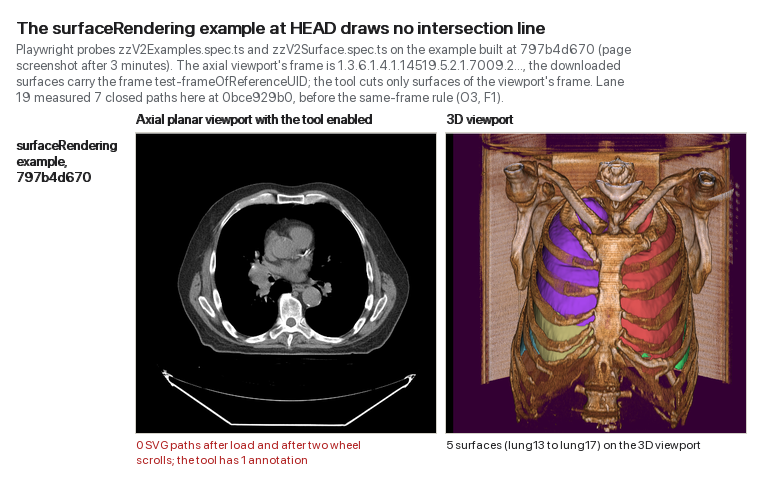 The surfaceRendering example at HEAD draws no intersection line
Playwright probes zzV2Examples.spec.ts and zzV2Surface.spec.ts on the example built at 797b4d670 (page
screenshot after 3 minutes). The axial viewport's frame is 1.3.6.1.4.1.14519.5.2.1.7009.2..., the downloaded
surfaces carry the frame test-frameOfReferenceUID; the tool cuts only surfaces of the viewport's frame. Lane
19 measured 7 closed paths here at 0bce929b0, before the same-frame rule (O3, F1).
Axial planar viewport with the tool enabled
3D viewport
surfaceRendering
example,
797b4d670
0 SVG paths after load and after two wheel
scrolls; the tool has 1 annotation
5 surfaces (lung13 to lung17) on the 3D viewport